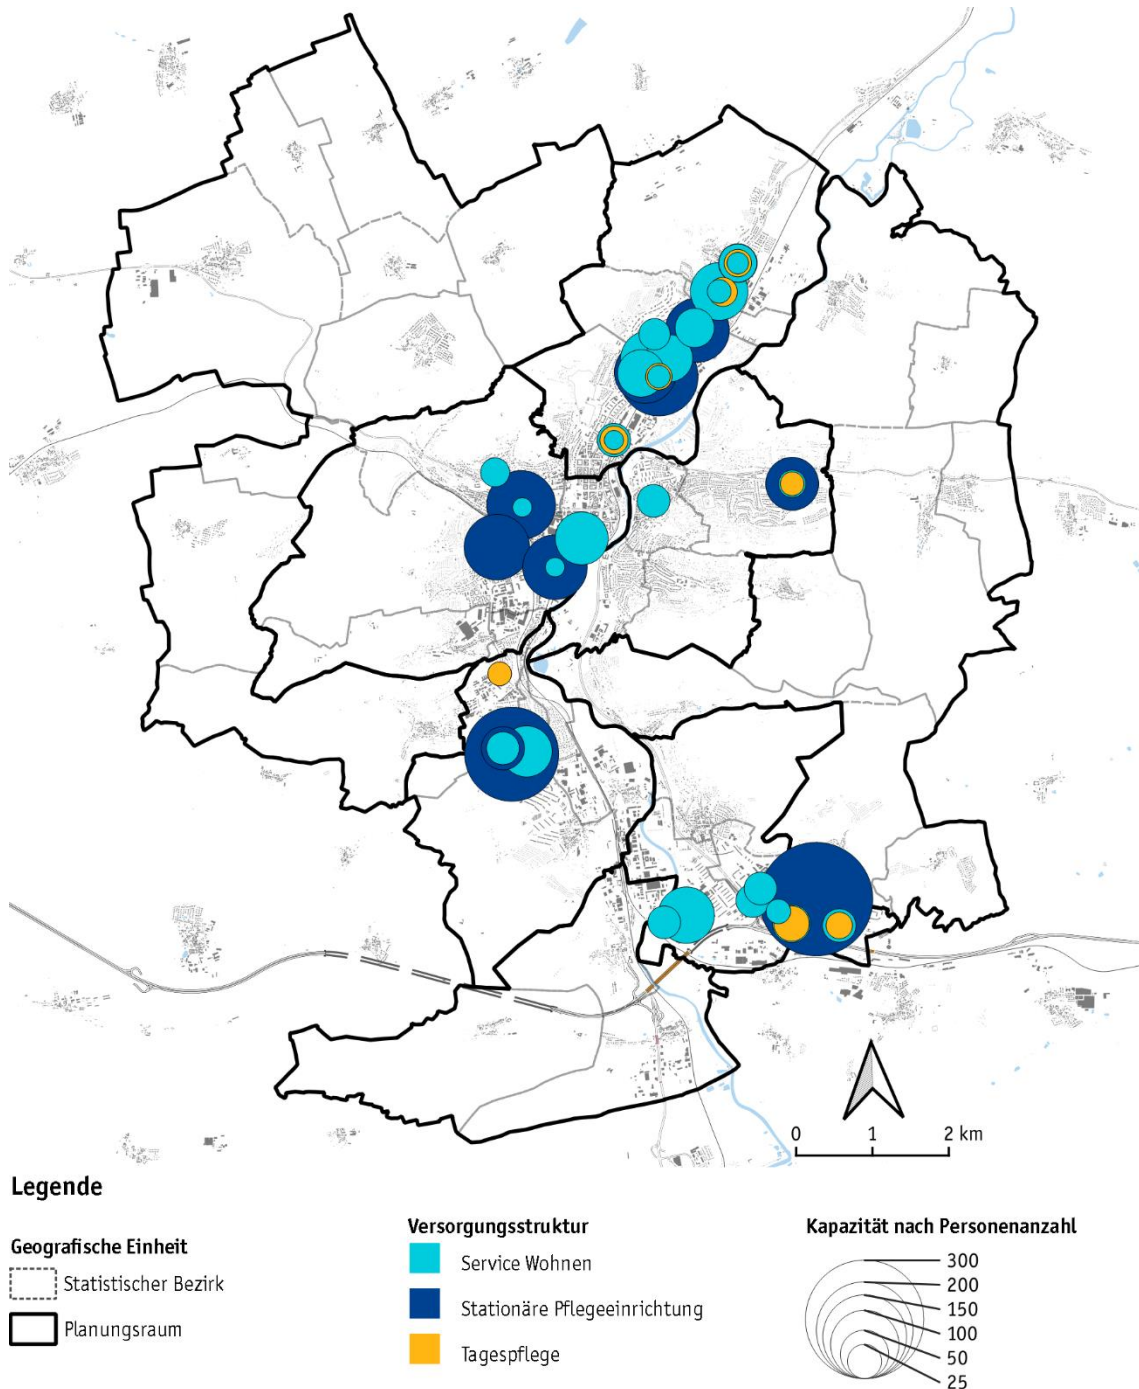 0 1 2 km
Legende
Geografische Einheit
Statistischer Bezirk
Planungsraum
Versorgungsstruktur
Service Wohnen
Stationäre Pflegeeinrichtung
Tagespflege
Kapazität nach Personenanzahl
300
200
150
100
50
25